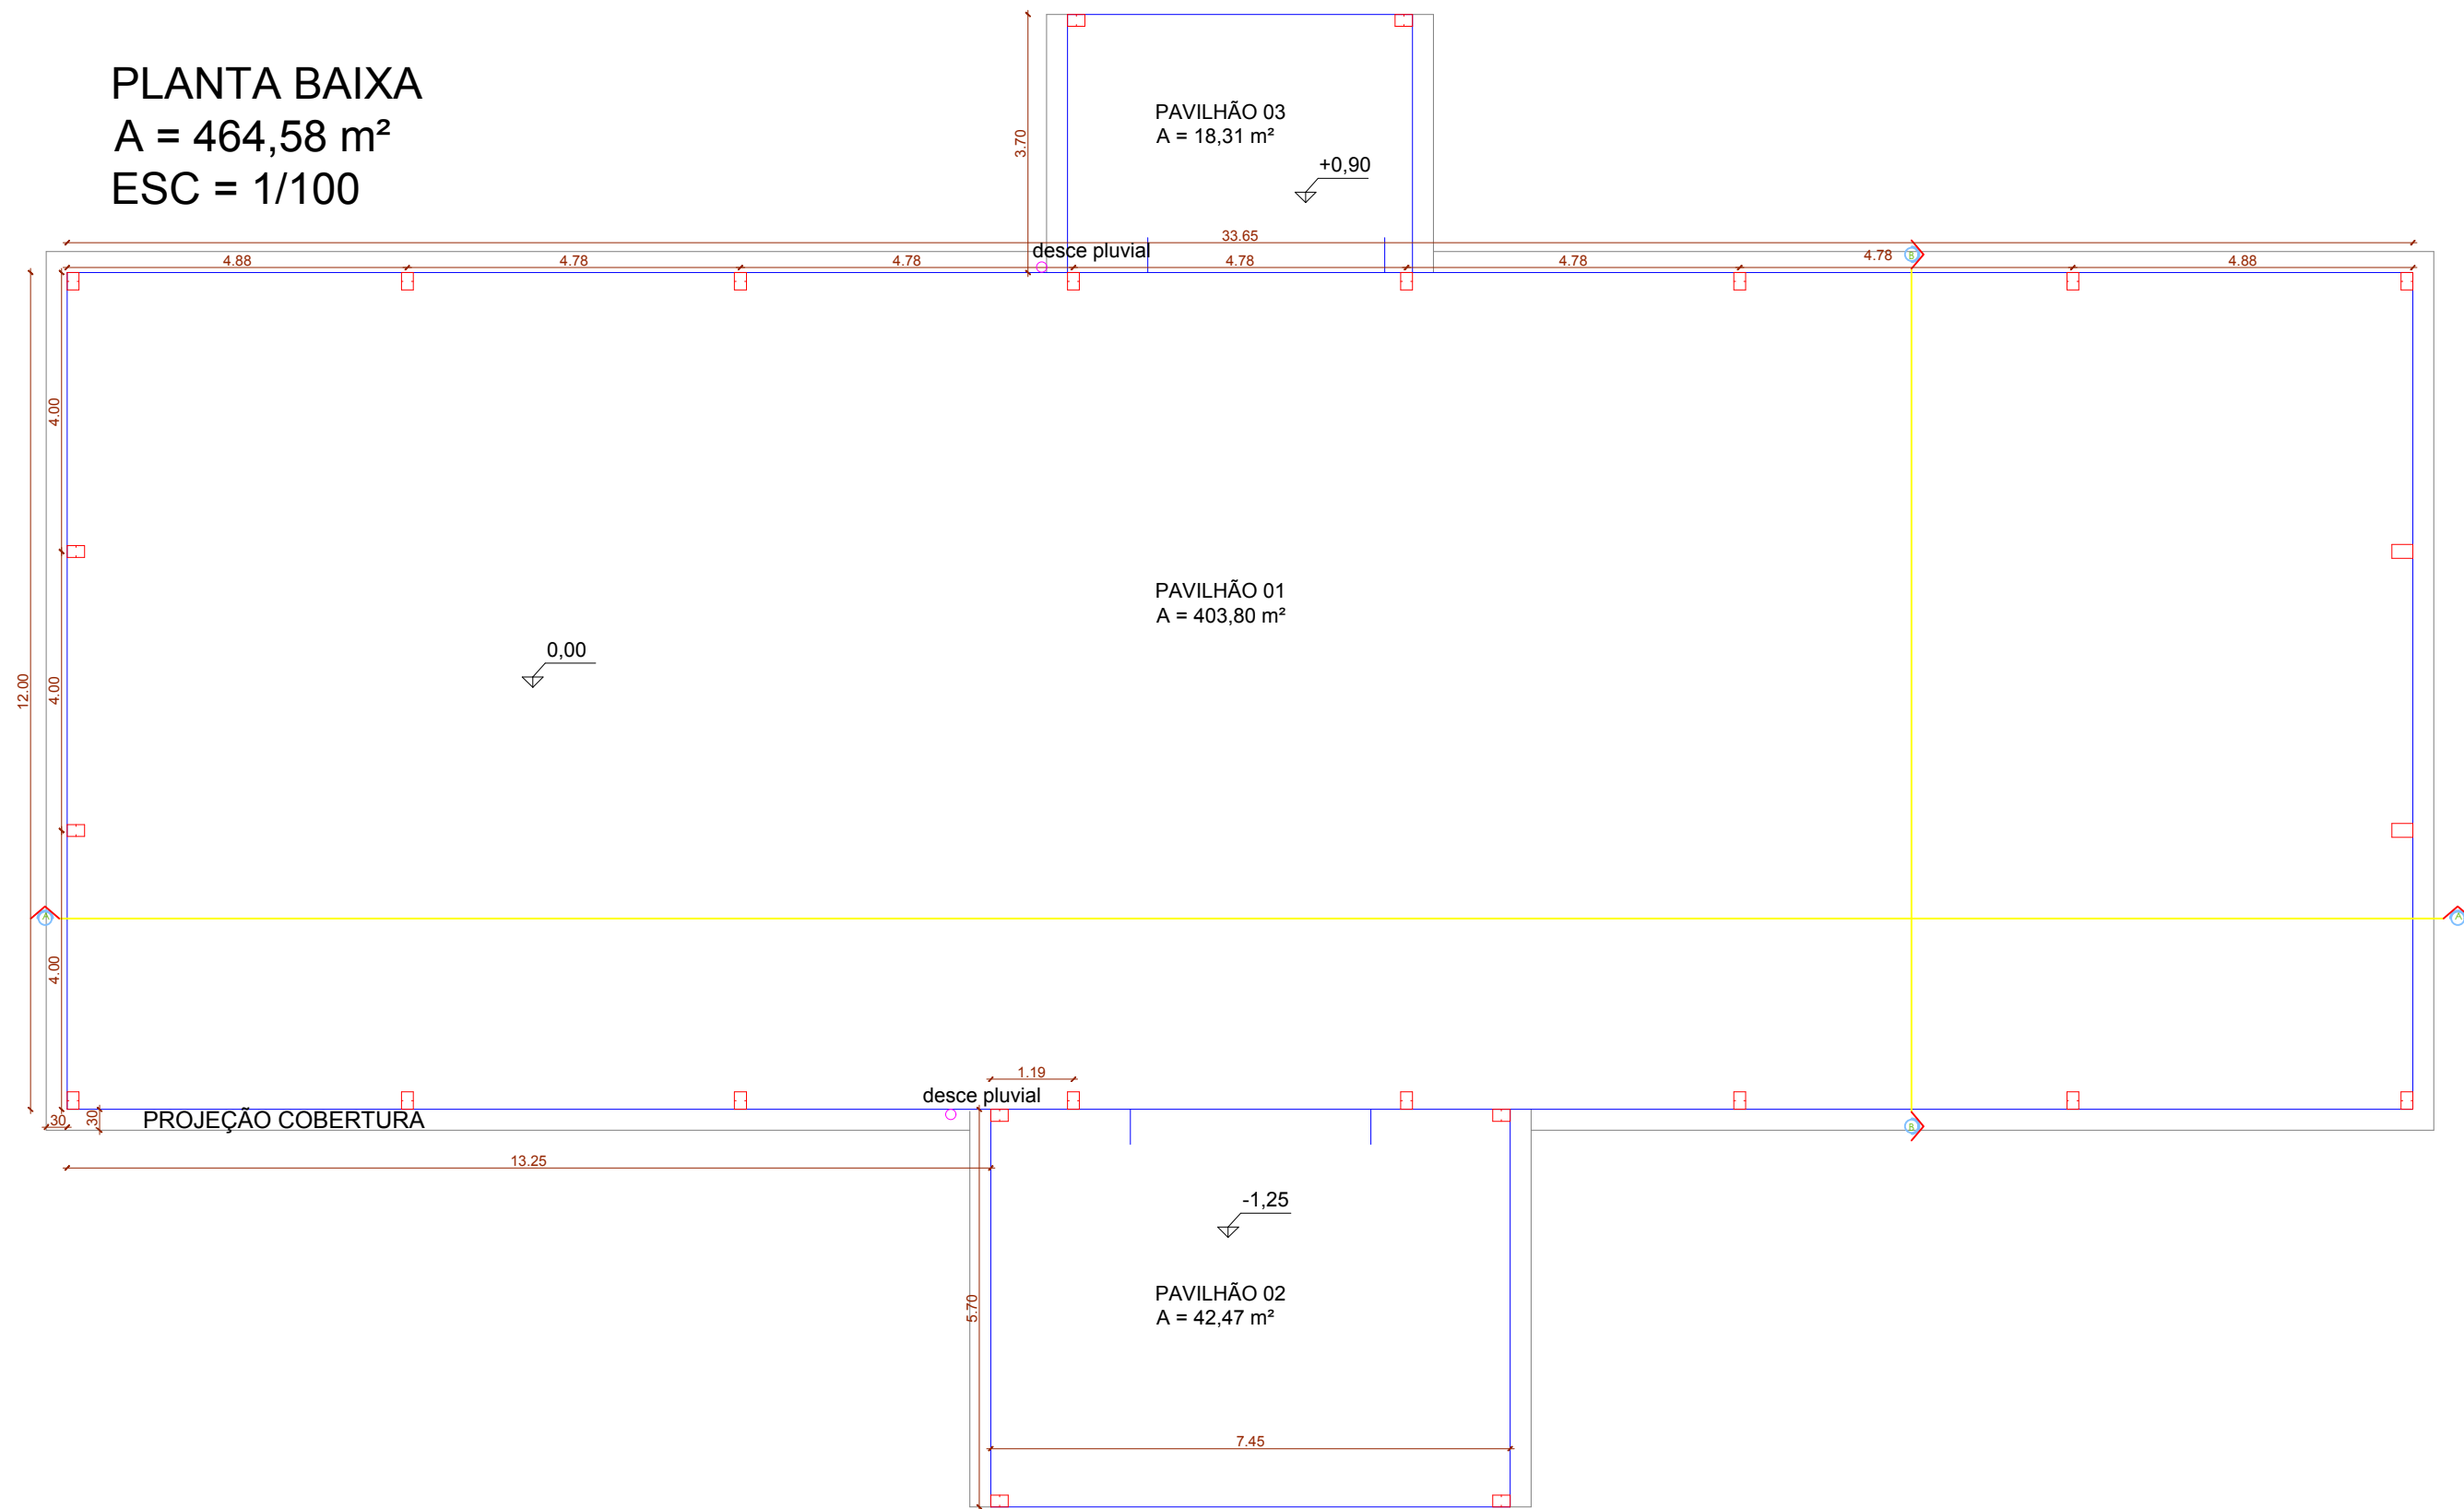 PLANTA BAIXA
A = 464,58 m²
ESC = 1/100
PAVILHÃO 03
A = 18,31 m²
3.70
+0,90
33.65
desce pluvial
4.88
4.78
4.78
4.78
4.78
4.78
4.88
B
4.00
PAVILHÃO 01
A = 403,80 m²
0,00
12.00
4.00
A
A
4.00
1.19
desce pluvial
30
30
PROJEÇÃO COBERTURA
B
13.25
-1,25
5.70
PAVILHÃO 02
A = 42,47 m²
7.45